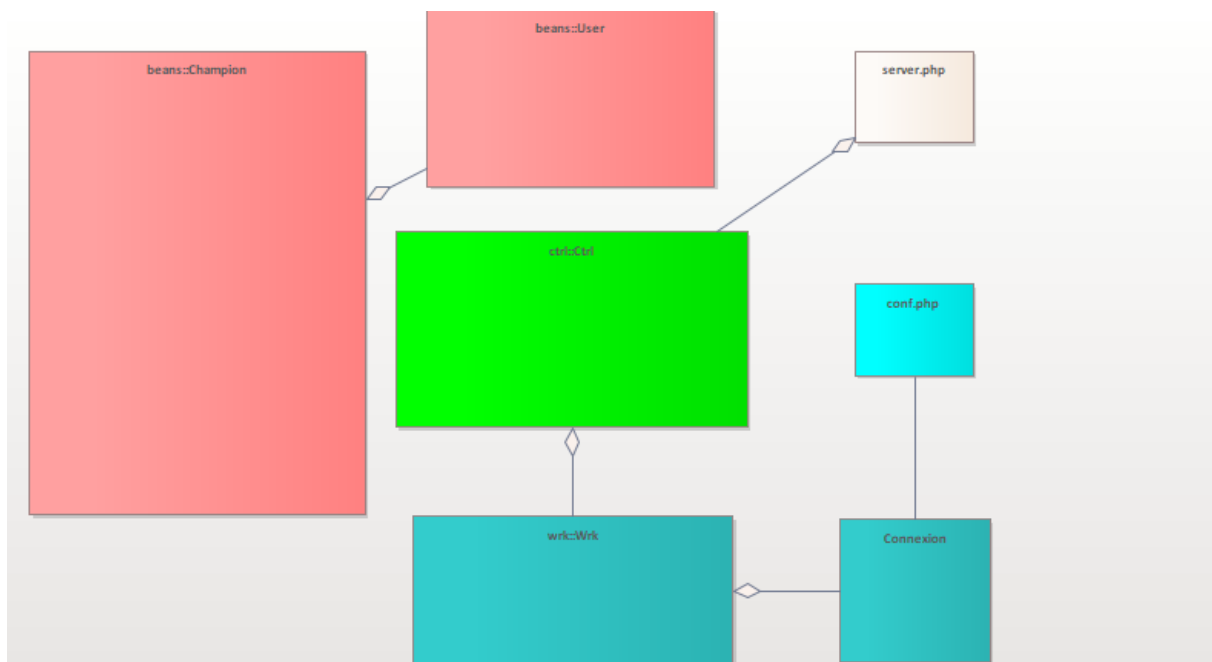 beans::User
beans::Champion
server.php
ctrl::Ctrl
conf.php
wrk::Wrk
Connexion